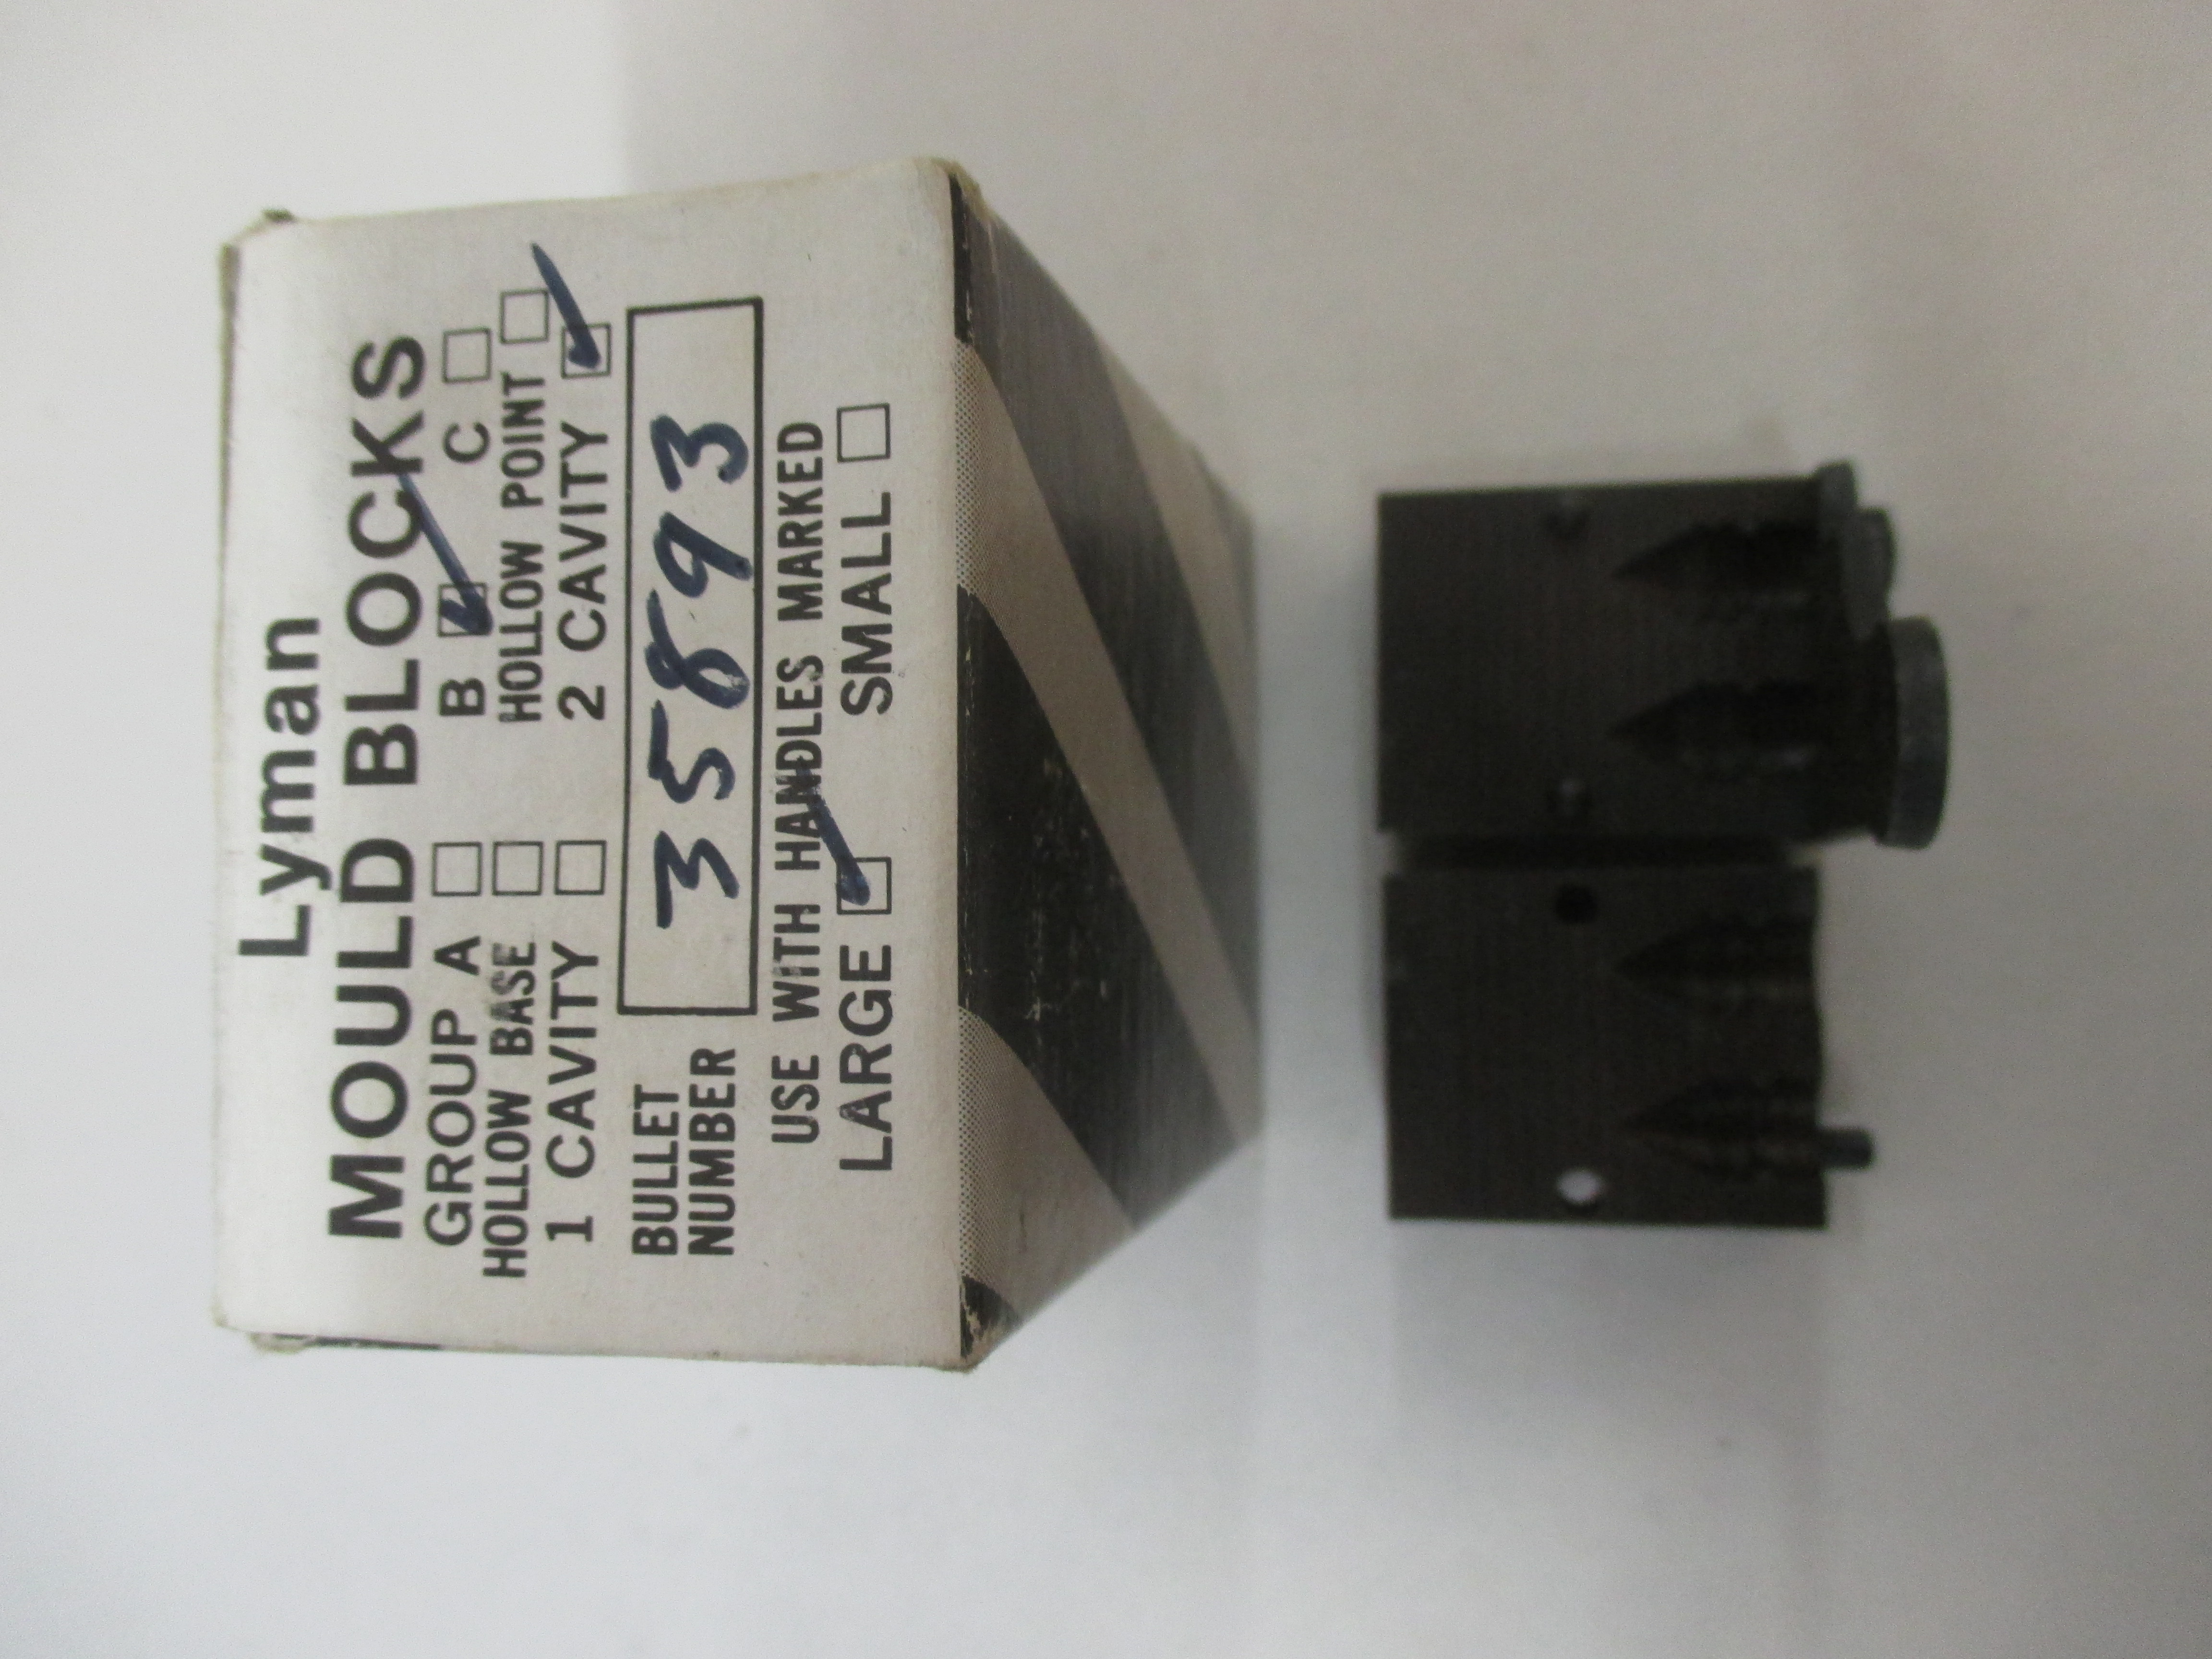 Lyman
MOULD BLOCKS
GROUP A B C
HOLLOW BASE HOLLOW POINT
1 CAVITY 2 CAVITY
BULLET
NUMBER
35893
USE WITH HANDLES MARKED
LARGE SMALL